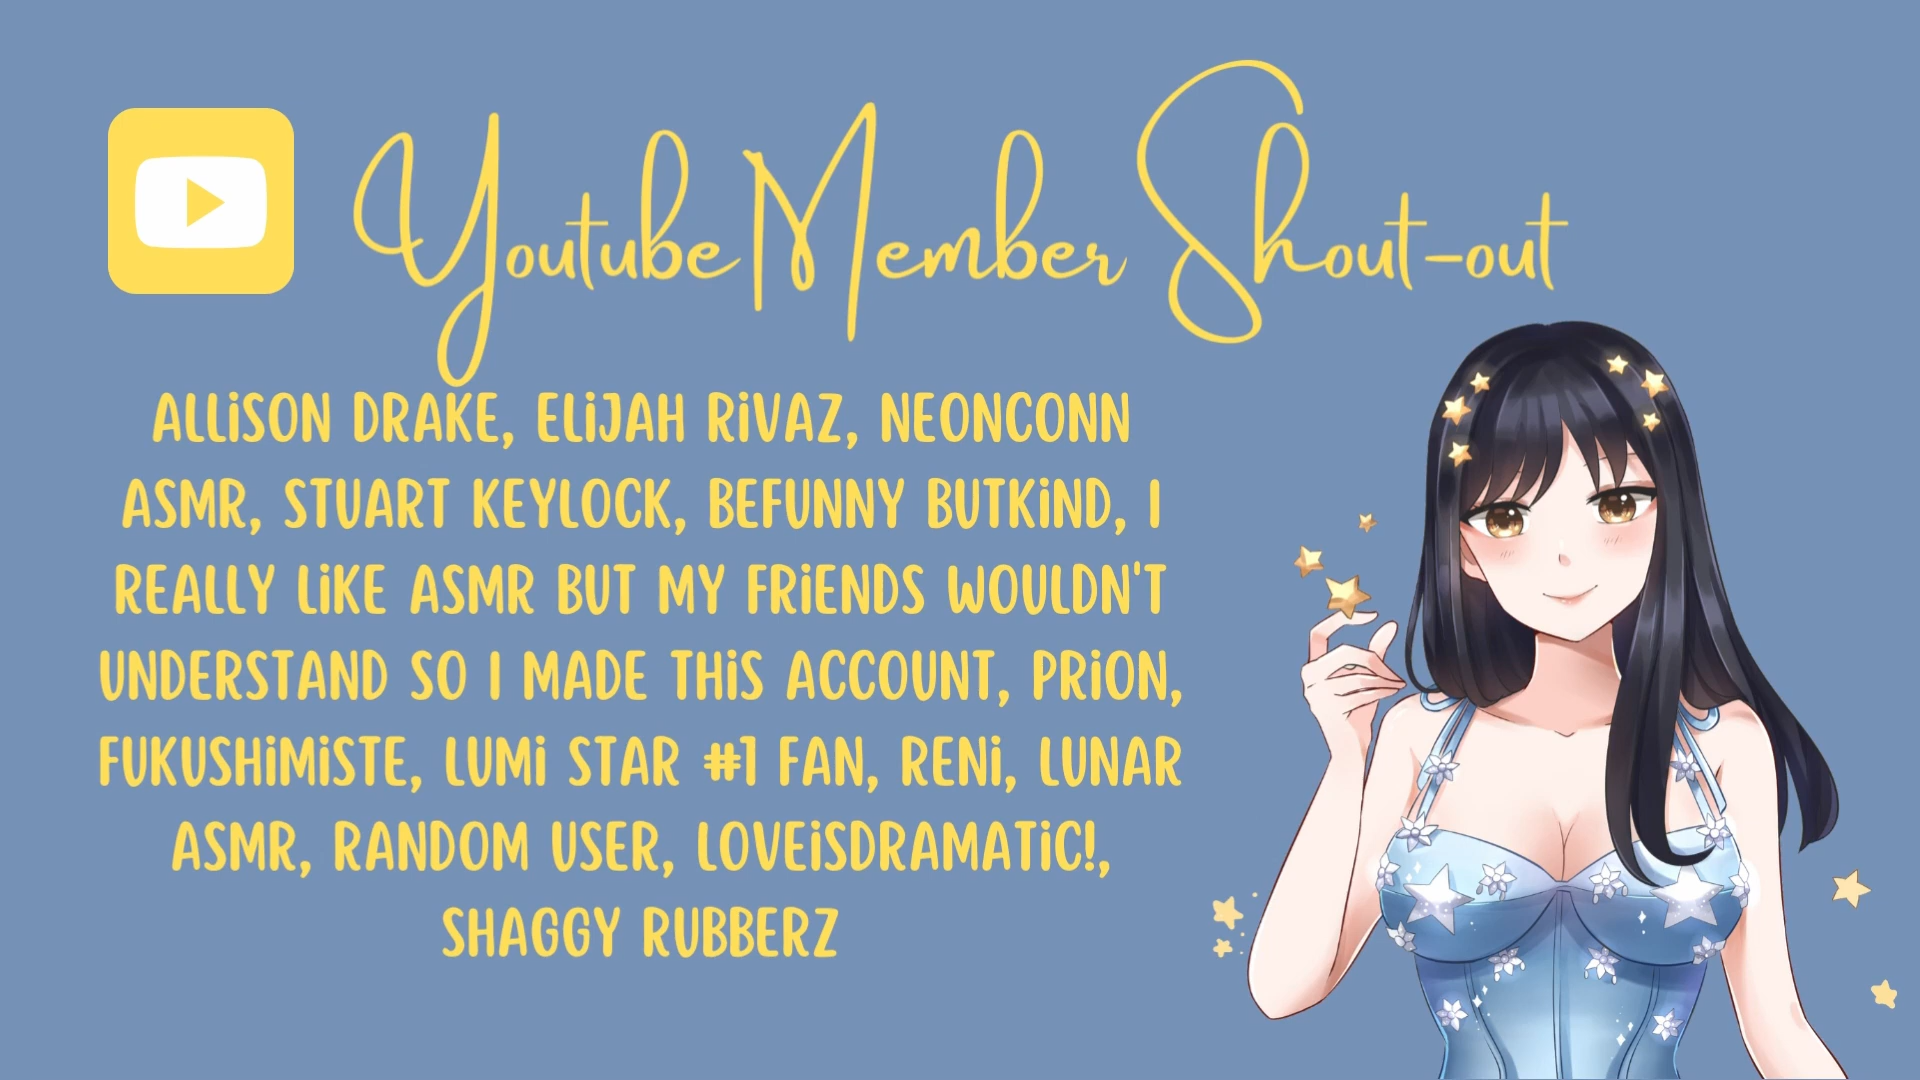 Youtube Member Shout-out
ALLiSON DRAKE, ELiJAH RiVAZ, NEONCONN
ASMR, STUART KEYLOCK, BEFUNNY BUTKiND, I
REALLY LiKE ASMR BUT MY FRiENDS WOULDN'T
UNDERSTAND SO I MADE THiS ACCOUNT, PRiON,
FUKUSHiMiSTE, LUMi STAR #1 FAN, RENi, LUNAR
ASMR, RANDOM USER, LOVEiSDRAMATiC!,
SHAGGY RUBBERZ